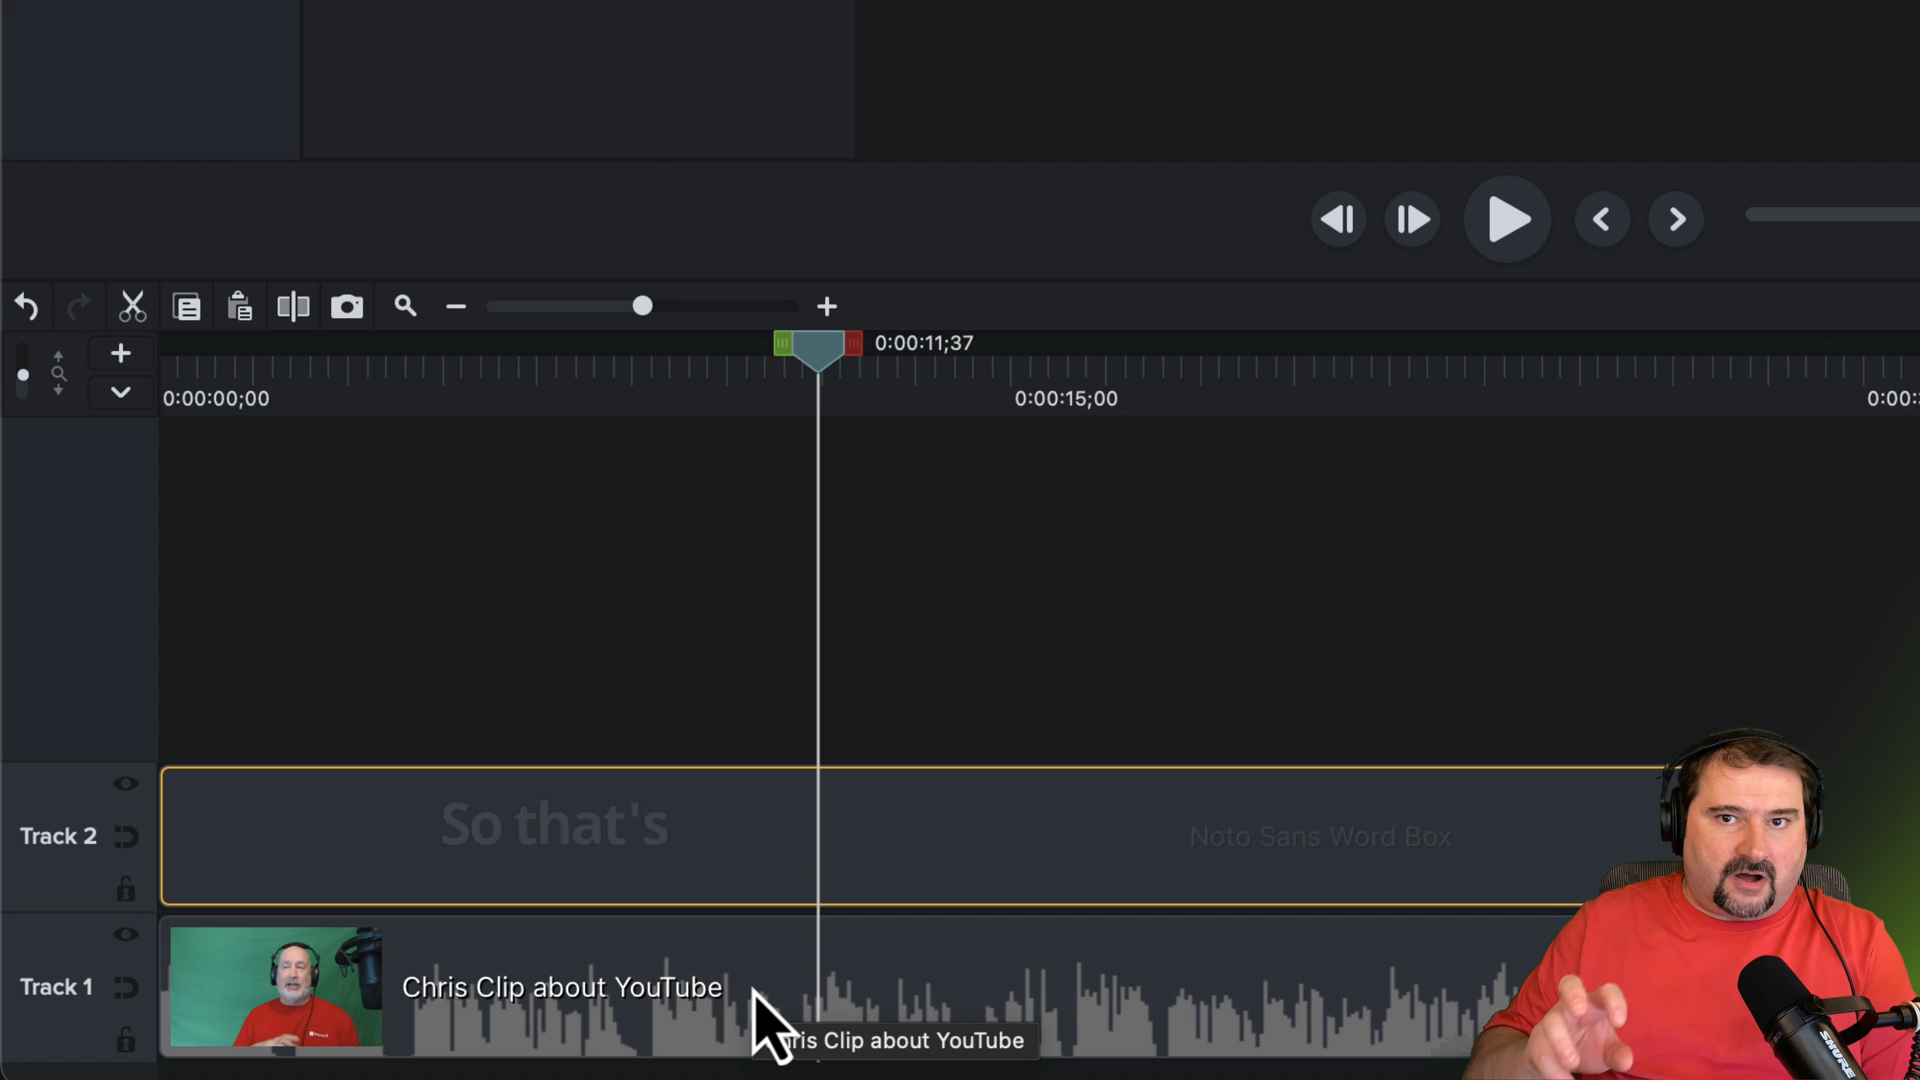 0:00:11;37
0:00:00;00
0:00:15;00
0:00:
Track 2
So that's
Noto Sans Word Box
Track 1
Chris Clip about YouTube
ris Clip about YouTube
SHURE